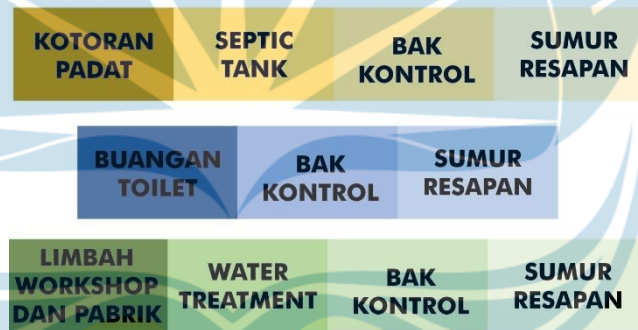 KOTORAN PADAT
SEPTIC TANK
BAK KONTROL
SUMUR RESAPAN
BUANGAN TOILET
BAK KONTROL
SUMUR RESAPAN
LIMBAH WORKSHOP DAN PABRIK
WATER TREATMENT
BAK KONTROL
SUMUR RESAPAN